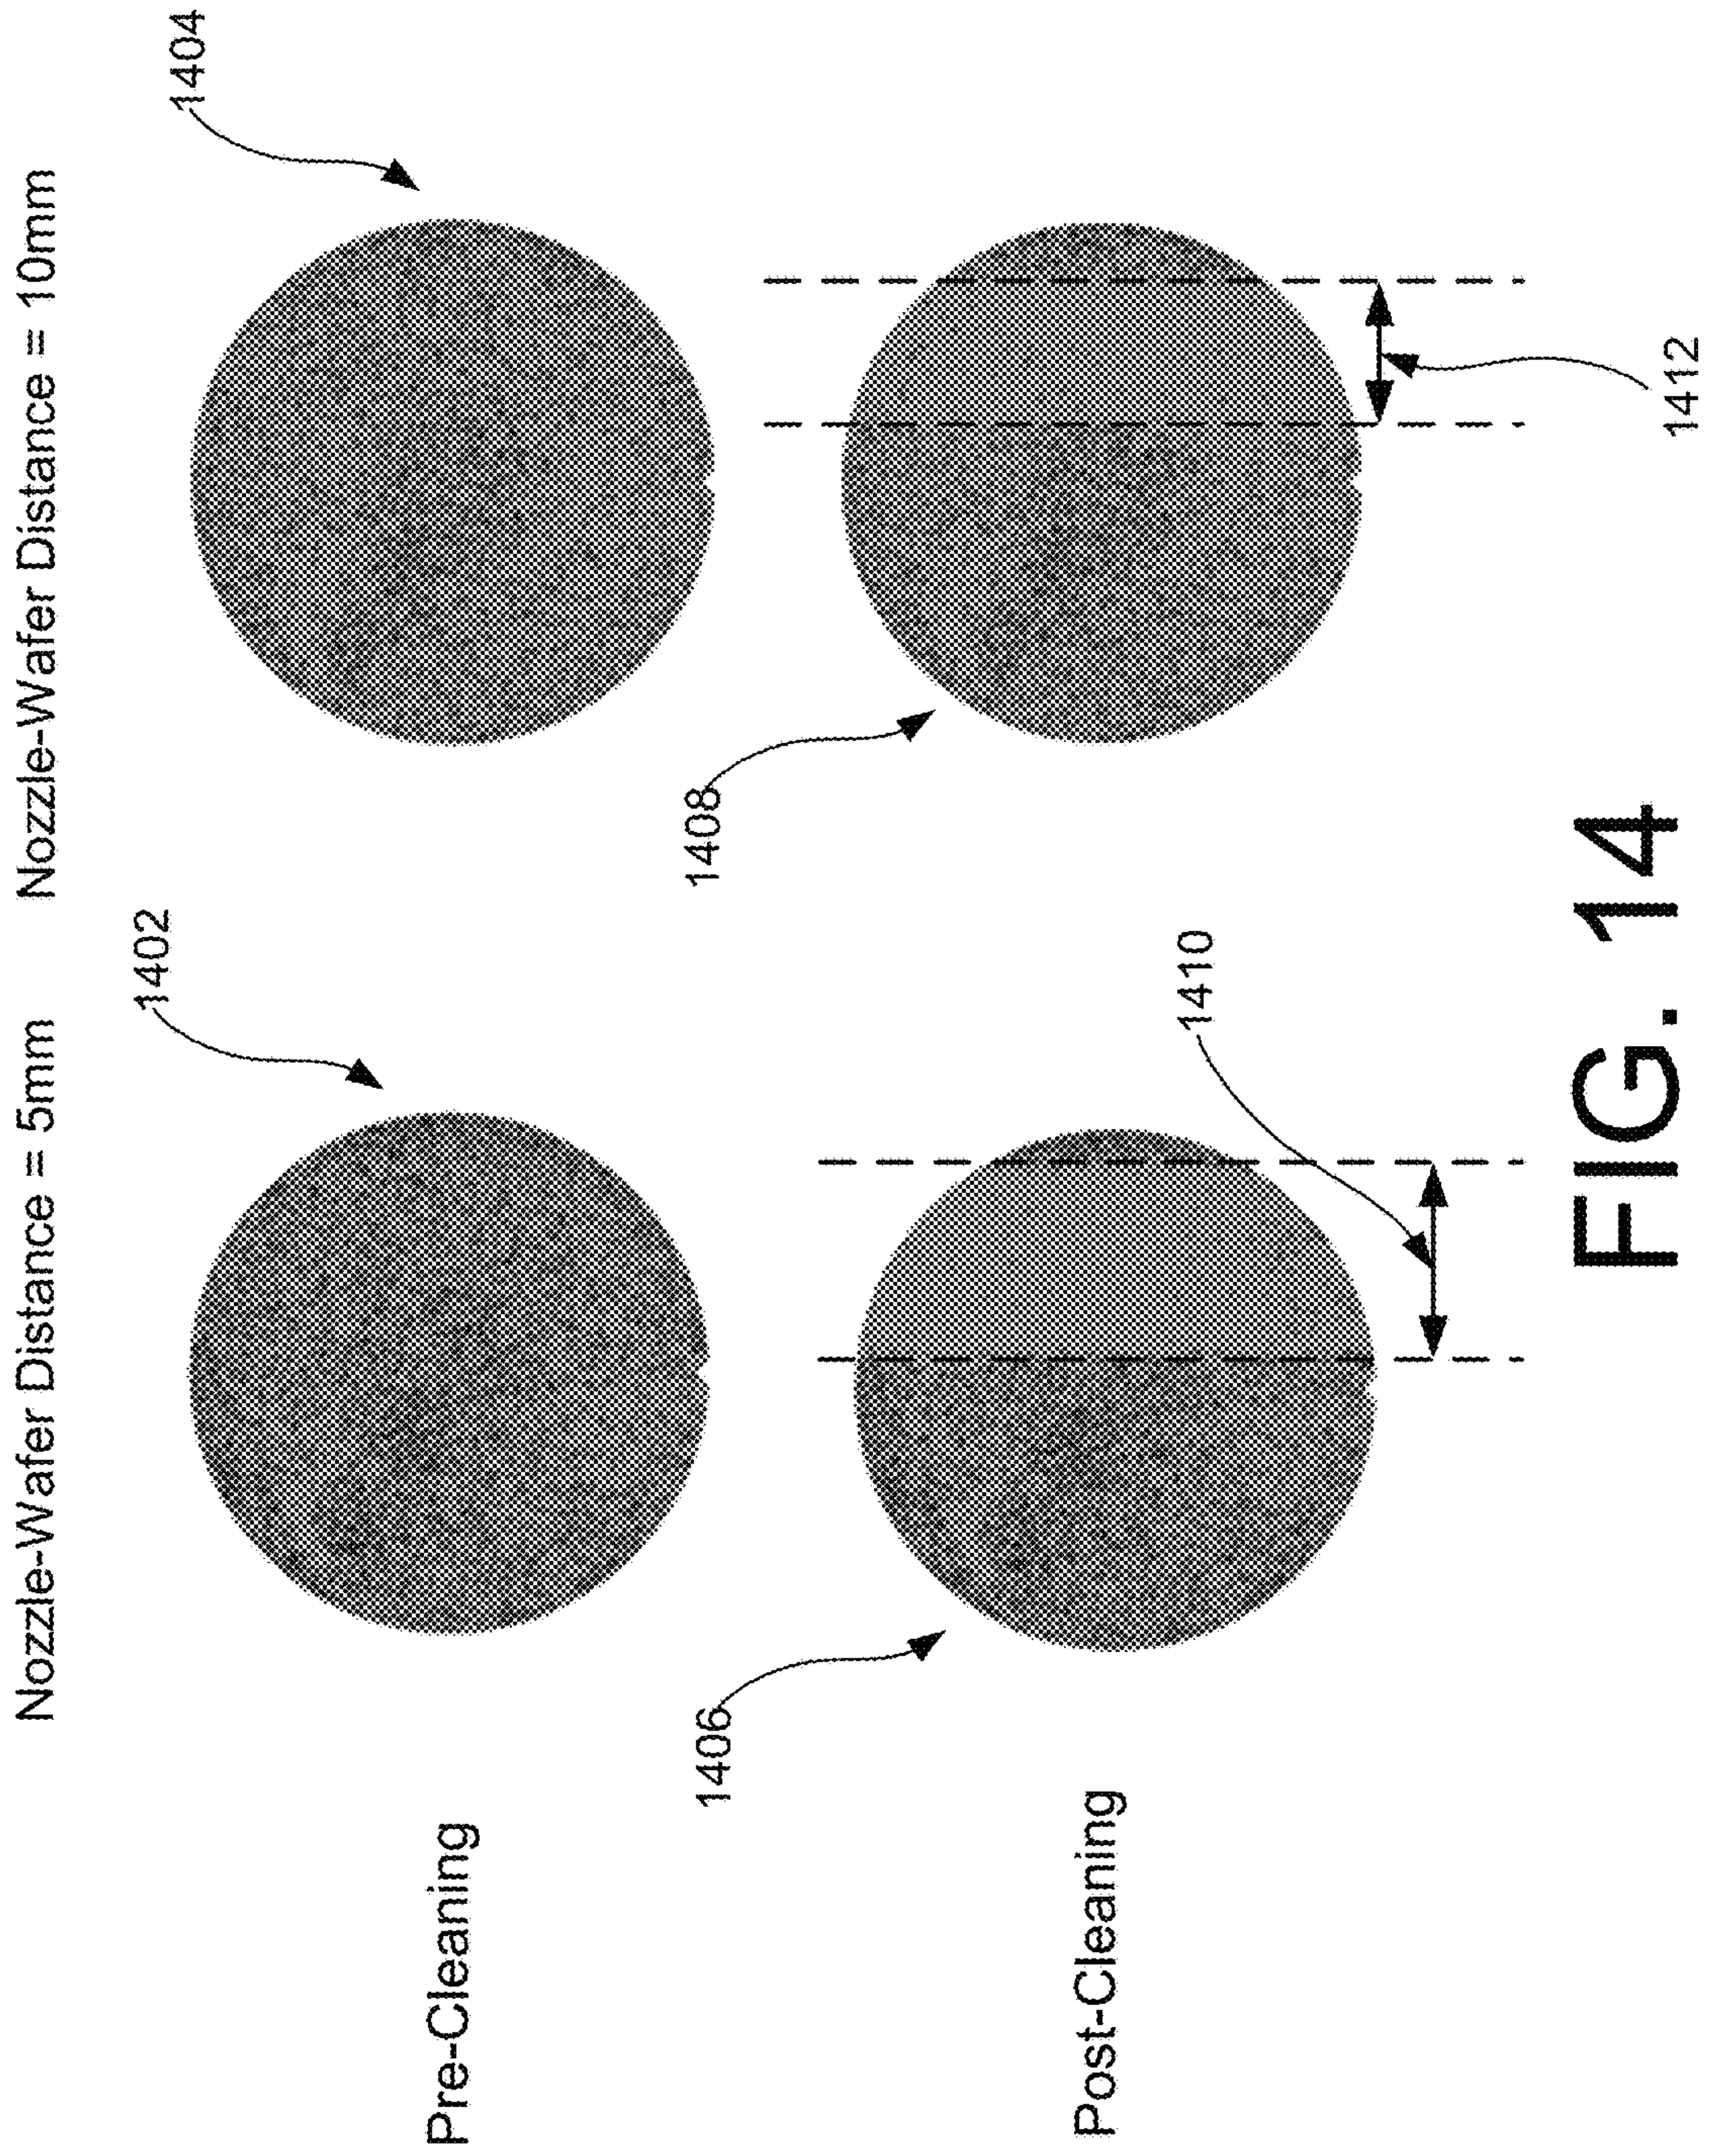 Nozzle-Wafer Distance = 5mm
Nozzle-Wafer Distance = 10mm
1402
1404
Pre-Cleaning
1406
1408
Post-Cleaning
1410
1412
FIG. 14